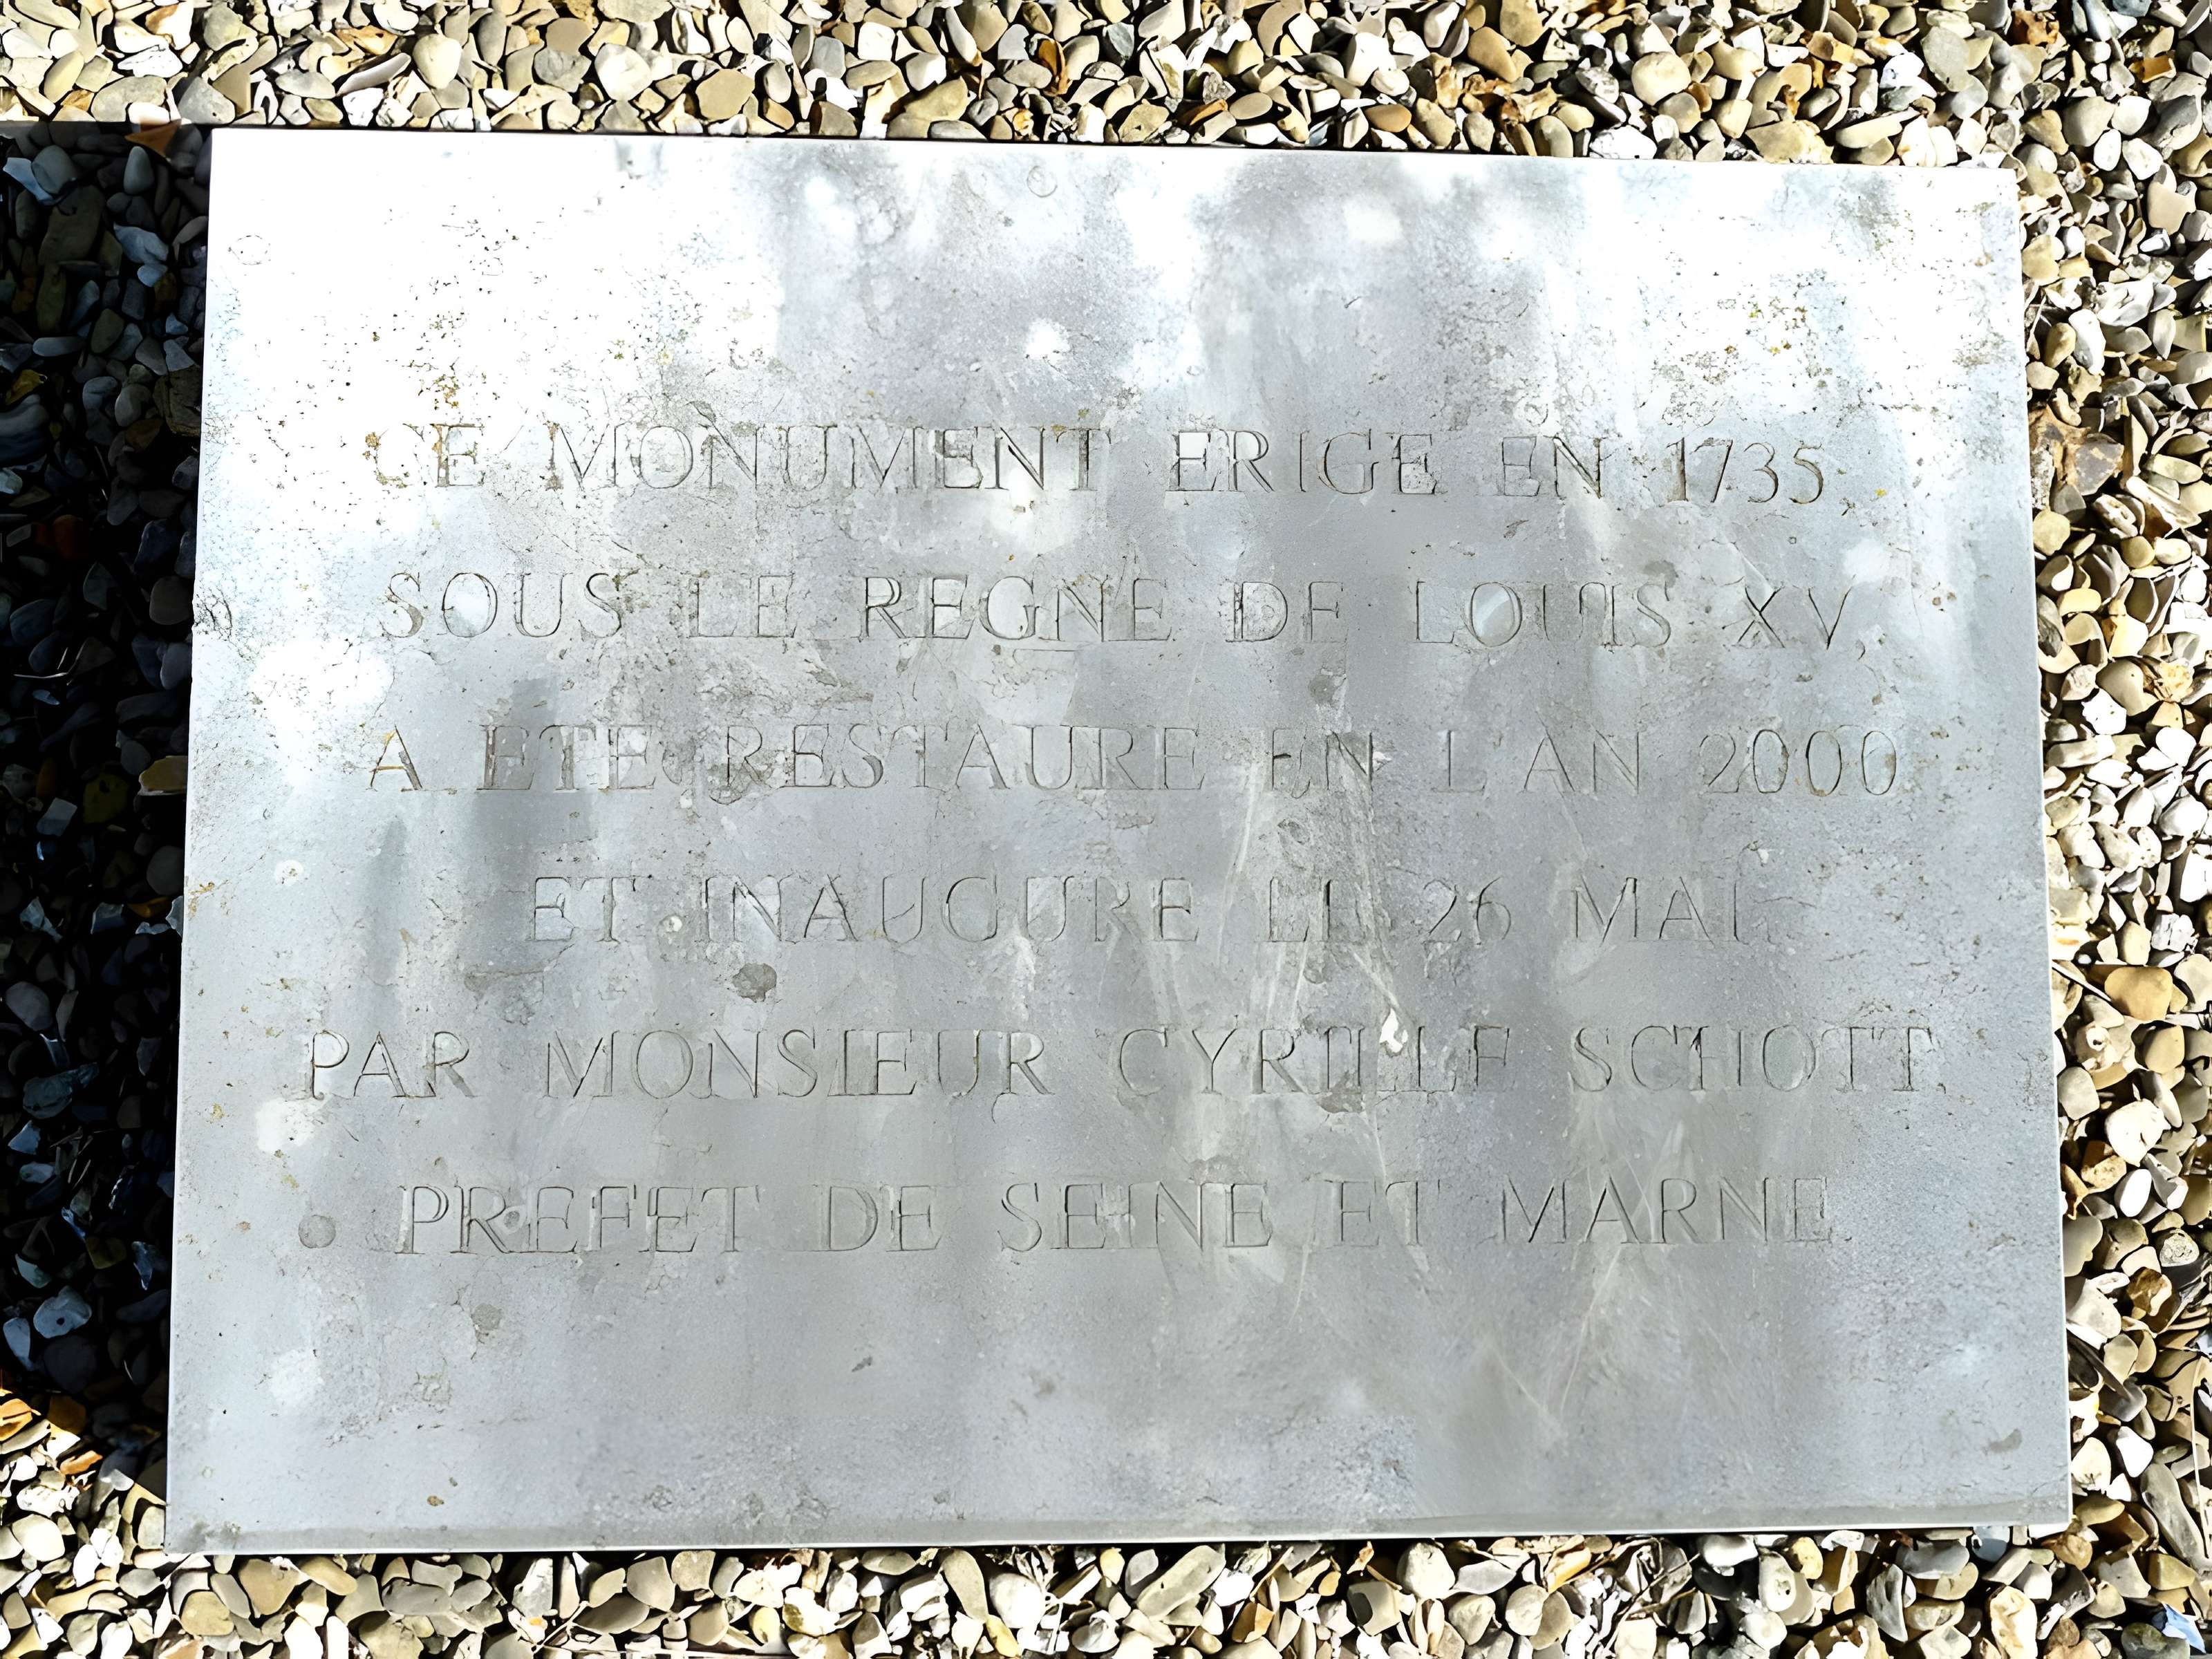 CE MONUMENT ERIGE EN 1735,
SOUS LE REGNE DE LOUIS XV,
A ETE RESTAURE EN L'AN 2000
ET INAUGURE LE 26 MAI
PAR MONSIEUR CYRILLE SCHOTT
PREFET DE SEINE ET MARNE